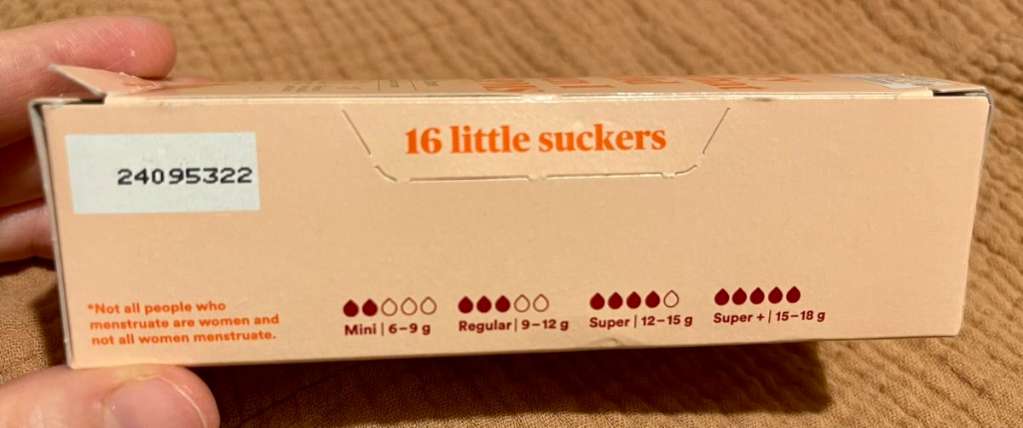 16 little suckers
24095322
*Not all people who
menstruate are women and
not all women menstruate.
Mini | 6–9 g
Regular | 9–12 g
Super | 12–15 g
Super + | 15–18 g